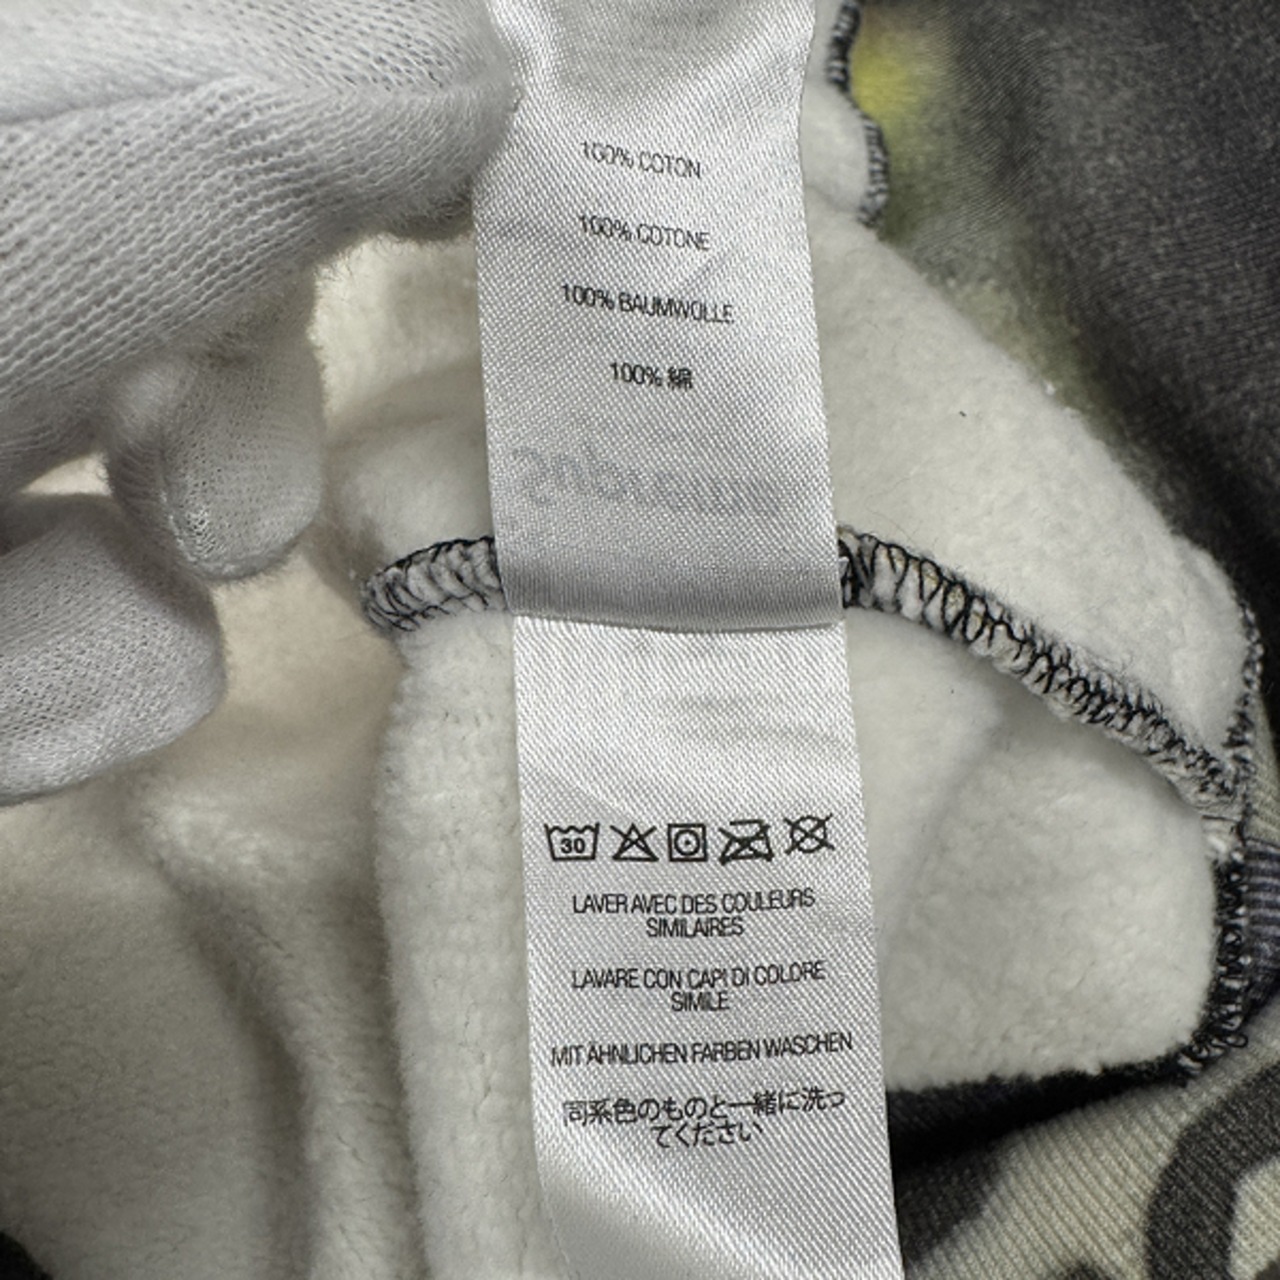 100% COTON
100% COTONE
100% BAUMWOLLE
100% 綿
30
LAVER AVEC DES COULEURS
SIMILAIRES
LAVARE CON CAPI DI COLORE
SIMILE
MIT ÄHNLICHEN FARBEN WASCHEN
同系色のものと一緒に洗っ
てください